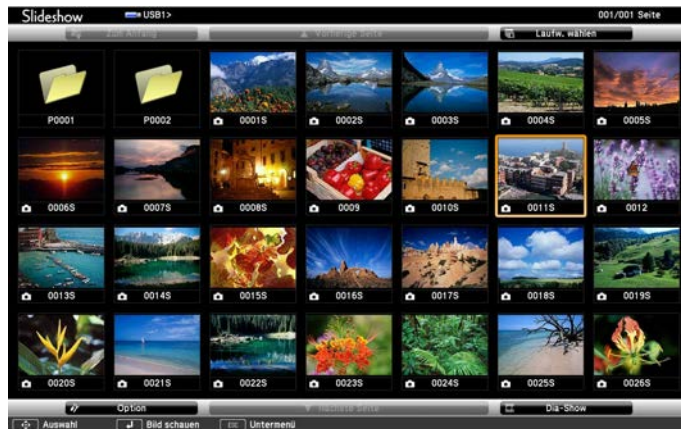 Slideshow USB1> 001/001 Seite
Zum Anfang ▲ Vorherige Seite Laufw. wählen
P0001 P0002 0001S 0002S 0003S 0004S 0005S
0006S 0007S 0008S 0009 0010S 0011S 0012
0013S 0014S 0015S 0016S 0017S 0018S 0019S
0020S 0021S 0022S 0023S 0024S 0025S 0026S
Option ▼ Nächste Seite Dia-Show
Auswahl Bild schauen ESC Untermenü